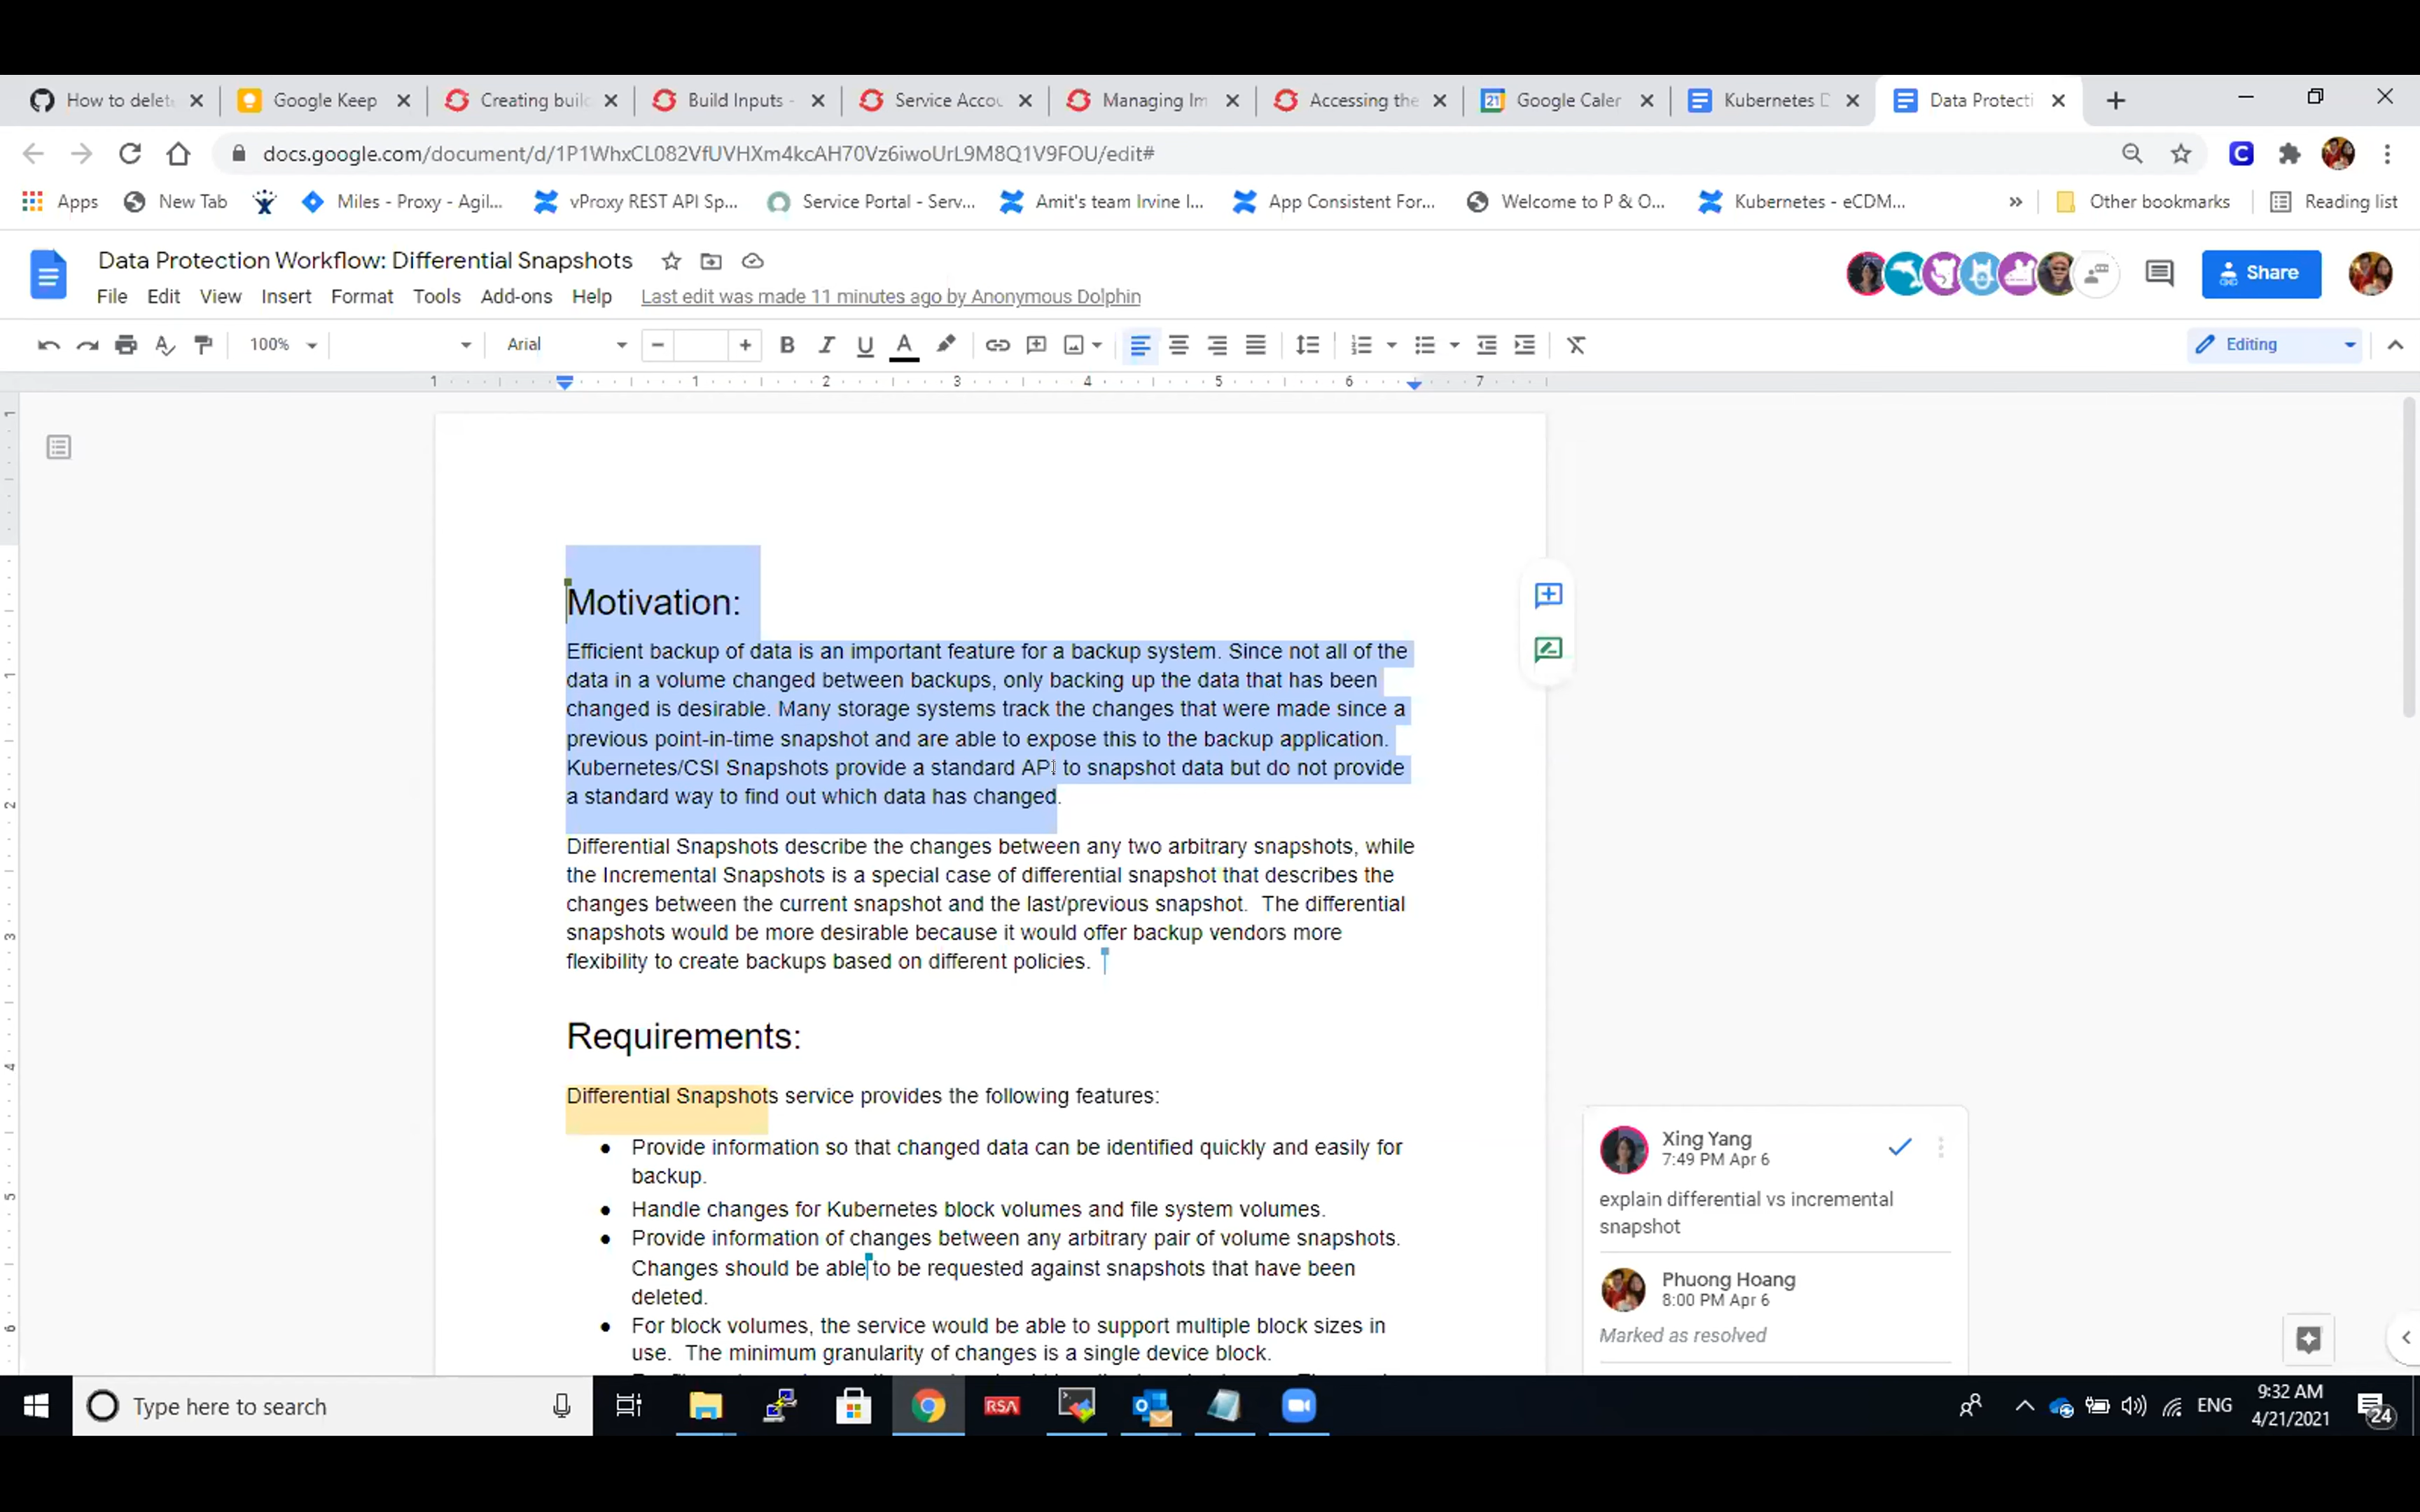 How to delet
Google Keep
Creating buil
Build Inputs -
Service Accou
Managing Im
Accessing the
21
Google Caler
Kubernetes D
Data Protecti
docs.google.com/document/d/1P1WhxCL082VfUVHXm4kcAH70Vz6iwoUrL9M8Q1V9FOU/edit#
C
Apps
New Tab
Miles - Proxy - Agil...
vProxy REST API Sp...
Service Portal - Serv...
Amit's team Irvine I...
App Consistent For...
Welcome to P & O...
Kubernetes - eCDM...
»
Other bookmarks
Reading list
Data Protection Workflow: Differential Snapshots
File Edit View Insert Format Tools Add-ons Help Last edit was made 11 minutes ago by Anonymous Dolphin
Share
100% Arial − + B I U A Editing
1 1 2 3 4 5 6 7
1
1
2
3
4
5
6
Motivation:
Efficient backup of data is an important feature for a backup system. Since not all of the
data in a volume changed between backups, only backing up the data that has been
changed is desirable. Many storage systems track the changes that were made since a
previous point-in-time snapshot and are able to expose this to the backup application.
Kubernetes/CSI Snapshots provide a standard API to snapshot data but do not provide
a standard way to find out which data has changed.
Differential Snapshots describe the changes between any two arbitrary snapshots, while
the Incremental Snapshots is a special case of differential snapshot that describes the
changes between the current snapshot and the last/previous snapshot.  The differential
snapshots would be more desirable because it would offer backup vendors more
flexibility to create backups based on different policies.
Requirements:
Differential Snapshots service provides the following features:
● Provide information so that changed data can be identified quickly and easily for
backup.
● Handle changes for Kubernetes block volumes and file system volumes.
● Provide information of changes between any arbitrary pair of volume snapshots.
Changes should be able to be requested against snapshots that have been
deleted.
● For block volumes, the service would be able to support multiple block sizes in
use.  The minimum granularity of changes is a single device block.
Xing Yang
7:49 PM Apr 6
explain differential vs incremental
snapshot
Phuong Hoang
8:00 PM Apr 6
Marked as resolved
Type here to search
RSA
ENG
9:32 AM
4/21/2021
24